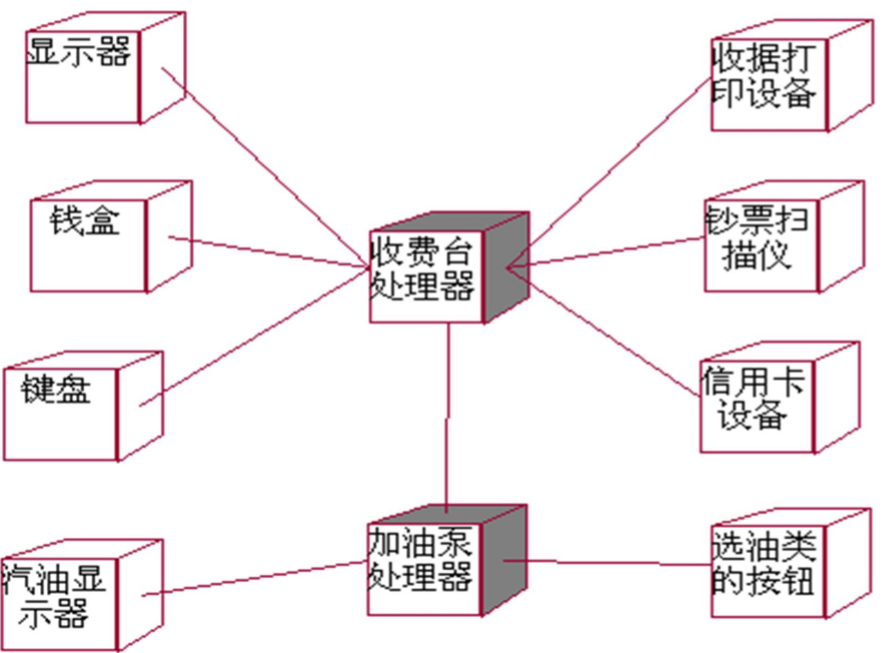 显示器
收据打
印设备
钱盒
收费台
处理器
钞票扫
描仪
键盘
信用卡
设备
汽油显
示器
加油泵
处理器
选油类
的按钮